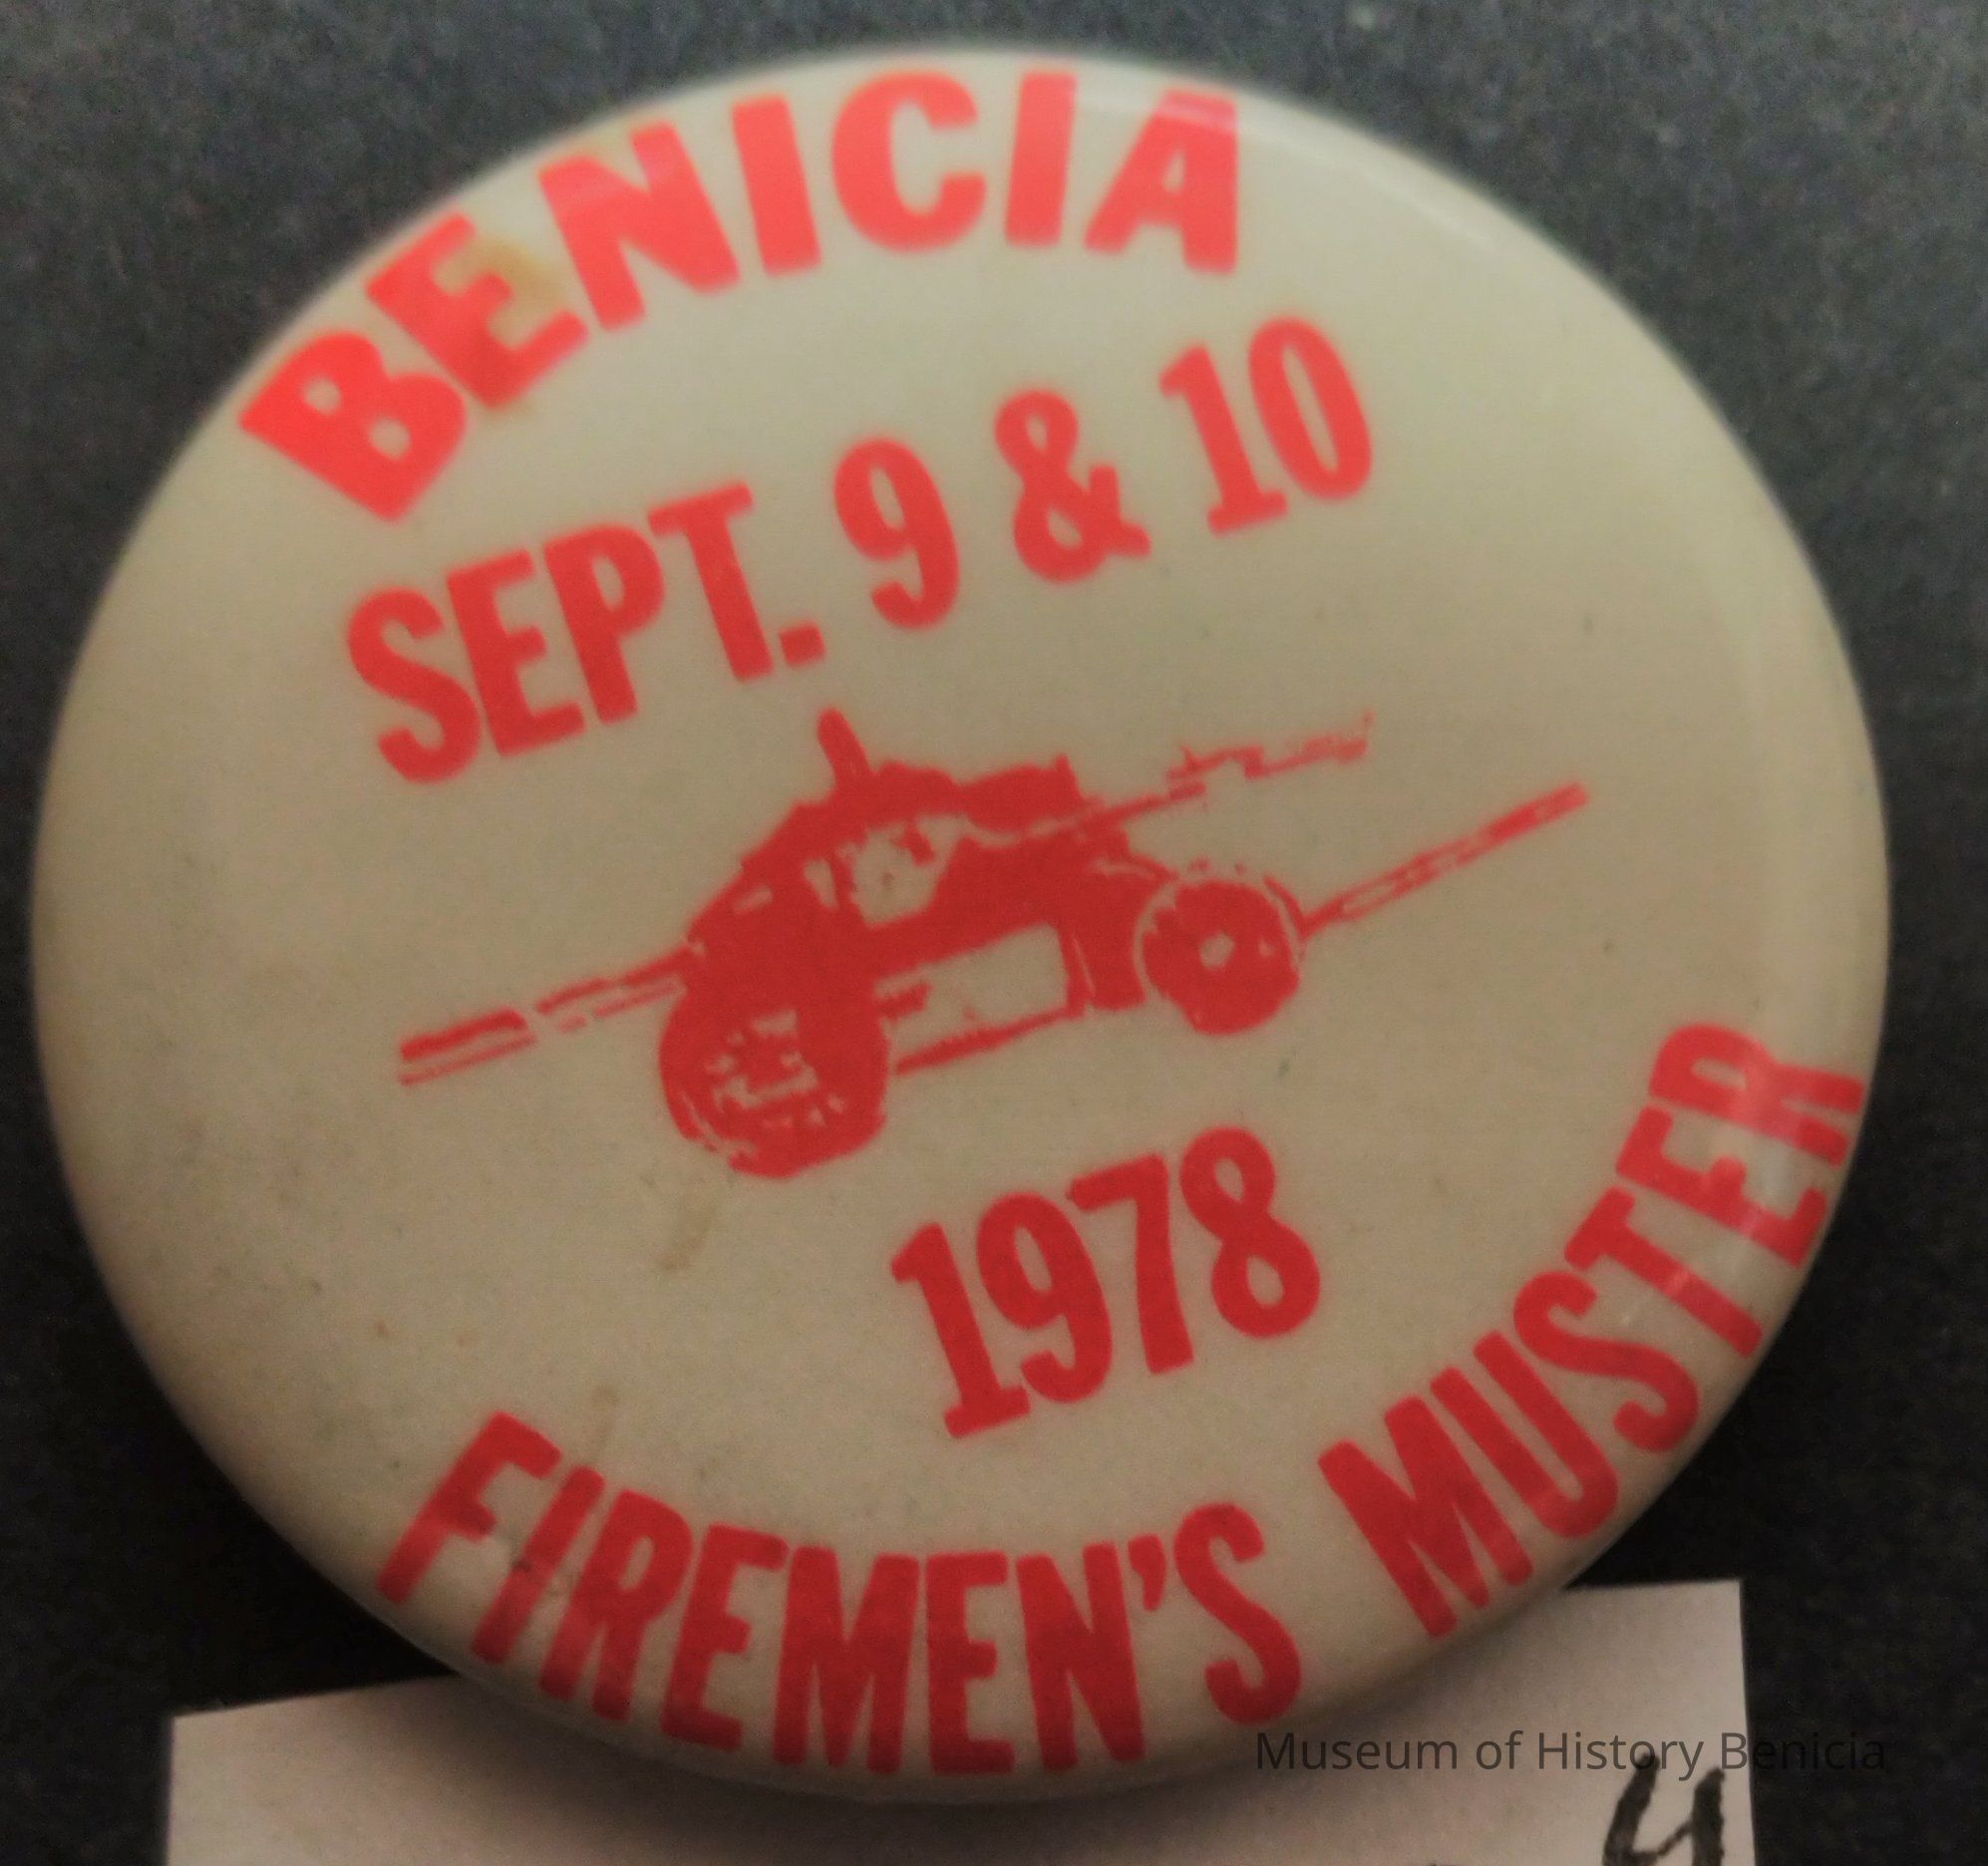 BENICIA
SEPT. 9 & 10
1978
FIREMEN'S MUSTER
Museum of History Benicia